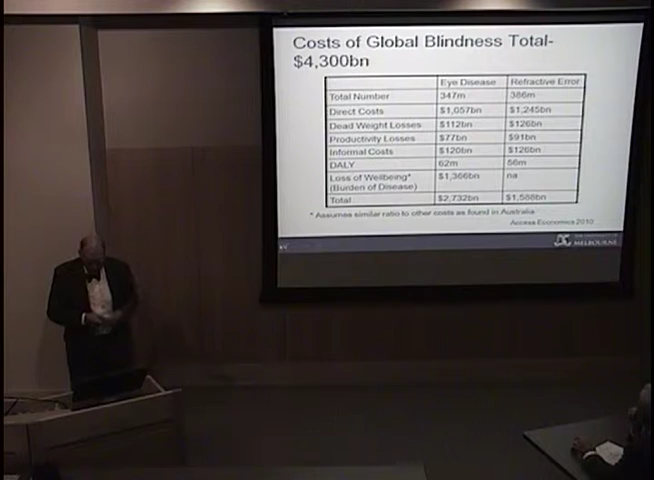 Costs of Global Blindness Total-
$4,300bn
Eye Disease Refractive Error
Total Number 347m 386m
Direct Costs $1,057bn $1,245bn
Dead Weight Losses $112bn $126bn
Productivity Losses $77bn $91bn
Informal Costs $120bn $126bn
DALY 62m 56m
Loss of Wellbeing* $1,366bn na
(Burden of Disease)
Total $2,732bn $1,588bn
* Assumes similar ratio to other costs as found in Australia
Access Economics 2010
MELBOURNE